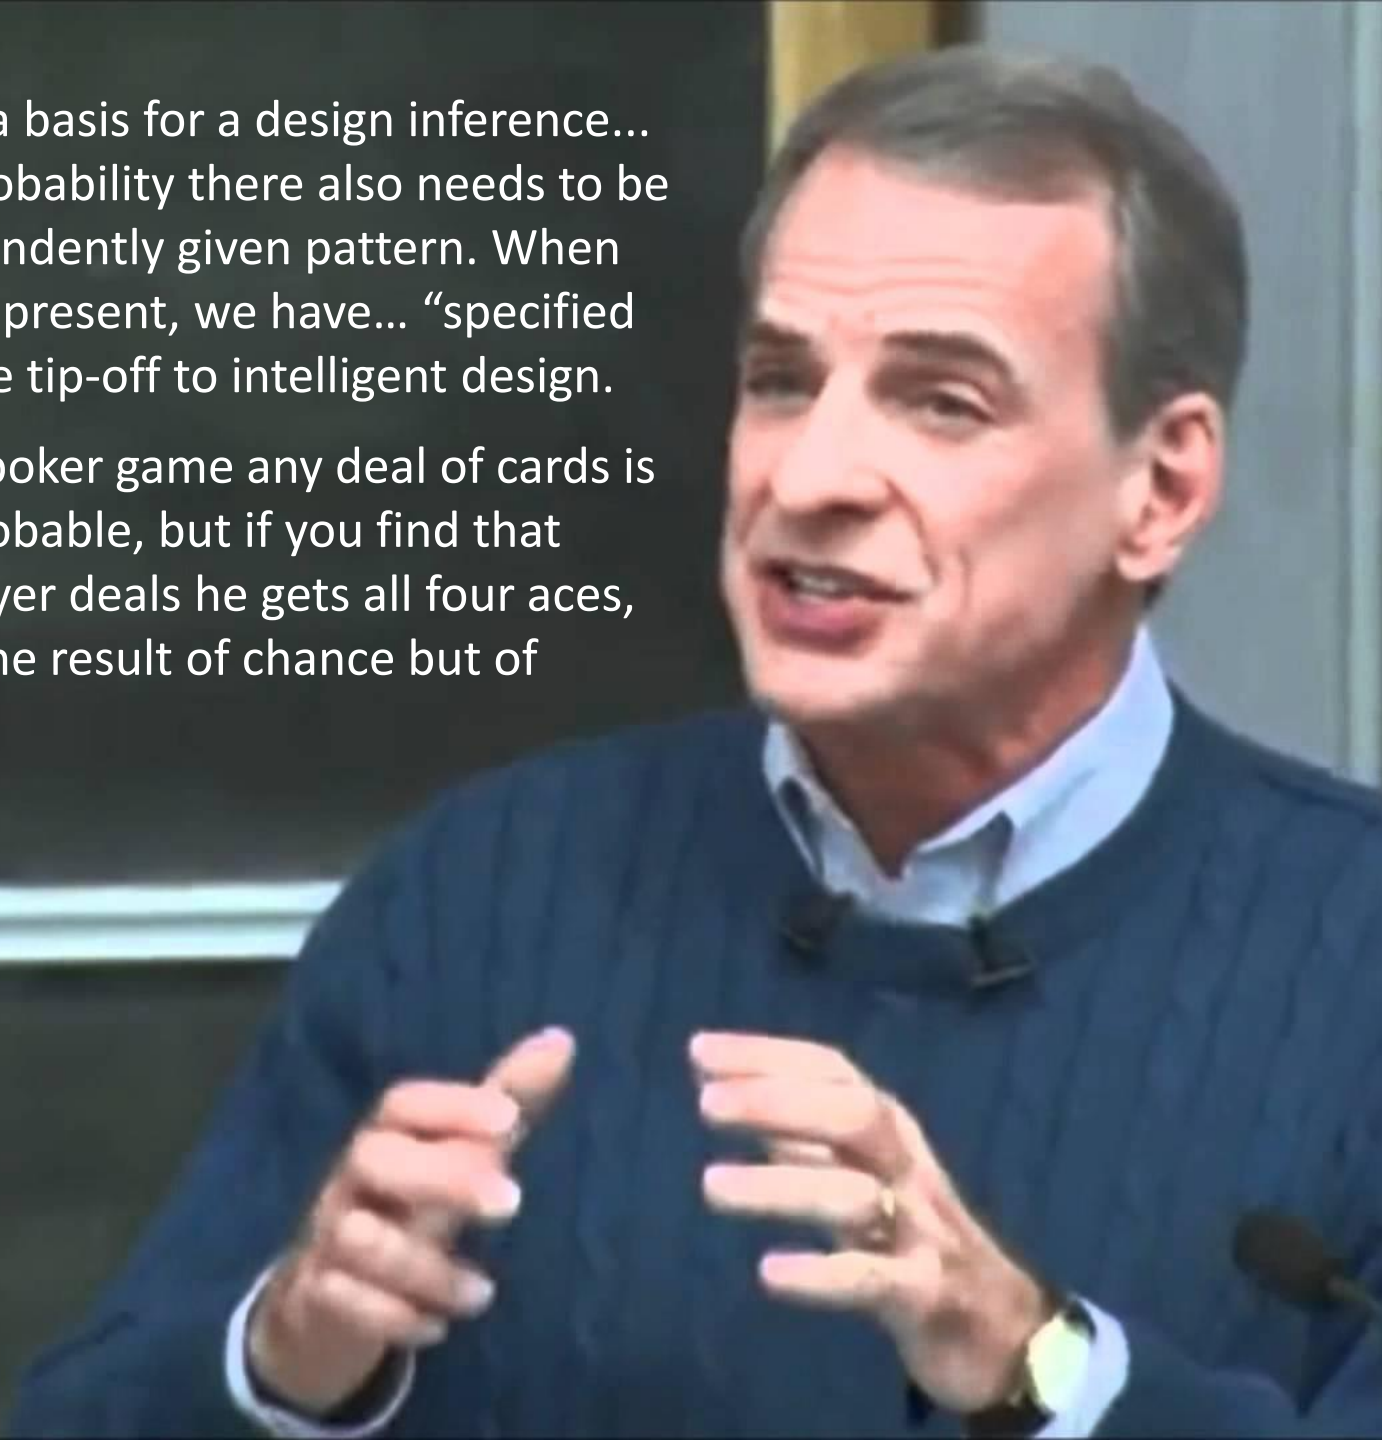 a basis for a design inference...
obability there also needs to be
ndently given pattern. When
present, we have… “specified
e tip-off to intelligent design.
poker game any deal of cards is
obable, but if you find that
yer deals he gets all four aces,
he result of chance but of